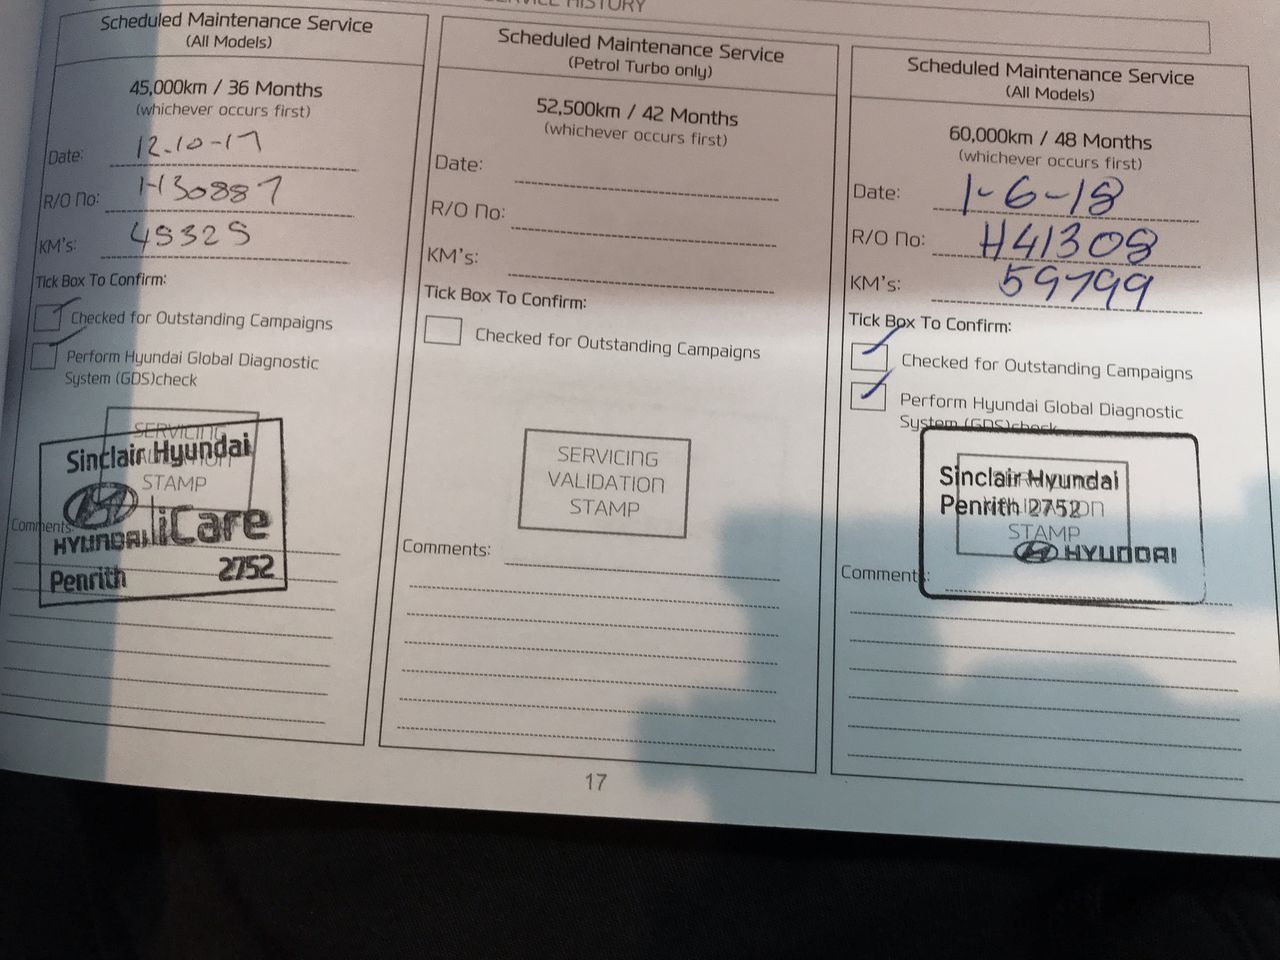 SERVICE HISTORY
Scheduled Maintenance Service
(All Models)
45,000km / 36 Months
(whichever occurs first)
Date: 12.10-17
R/O No: H30887
KM's: 45325
Tick Box To Confirm:
Checked for Outstanding Campaigns
Perform Hyundai Global Diagnostic
System (GDS)check
SERVICING
VALIDATION
STAMP
Sinclair Hyundai
HYUNDAI iCare
Penrith 2752
Comments:
Scheduled Maintenance Service
(Petrol Turbo only)
52,500km / 42 Months
(whichever occurs first)
Date:
R/O No:
KM's:
Tick Box To Confirm:
Checked for Outstanding Campaigns
SERVICING
VALIDATION
STAMP
Comments:
Scheduled Maintenance Service
(All Models)
60,000km / 48 Months
(whichever occurs first)
Date: 1-6-18
R/O No: H41308
KM's: 59799
Tick Box To Confirm:
Checked for Outstanding Campaigns
Perform Hyundai Global Diagnostic
System (GDS)check
SERVICING
VALIDATION
STAMP
Sinclair Hyundai
Penrith 2752
HYUNDAI
Comments:
17